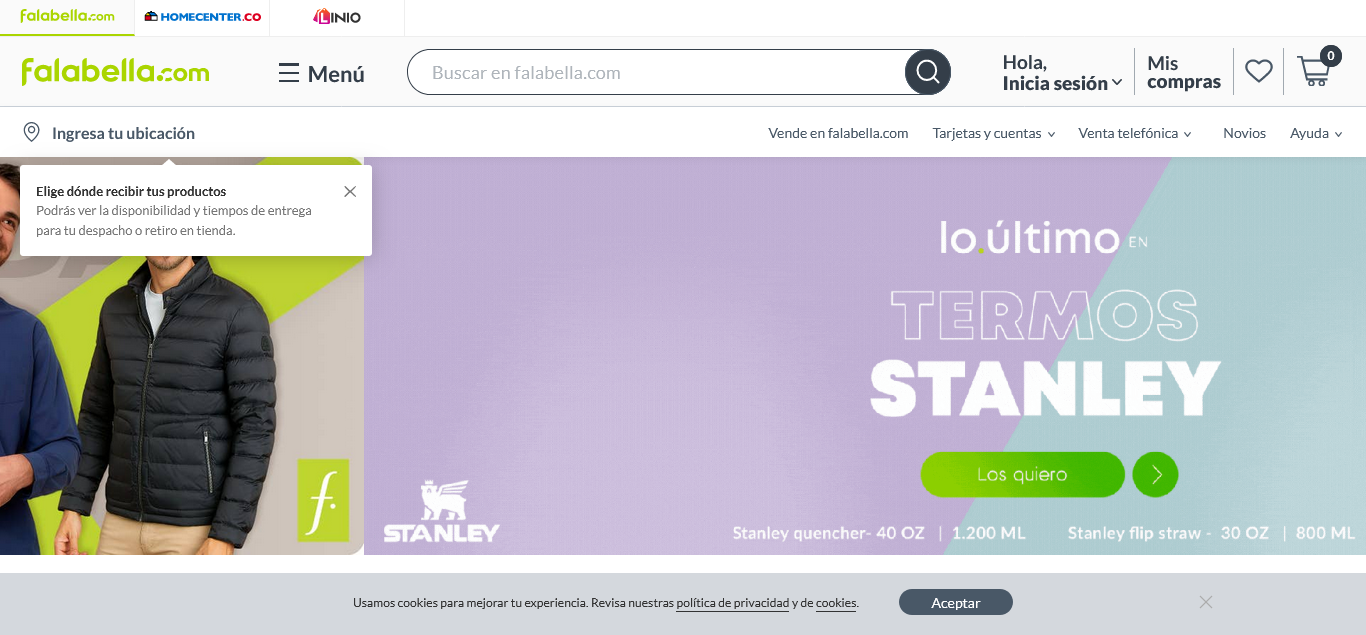 falabella.com
HOMECENTER.CO
LINIO
falabella.com
Menú
Buscar en falabella.com
Hola,
Inicia sesión
Mis
compras
0
Ingresa tu ubicación
Vende en falabella.com
Tarjetas y cuentas
Venta telefónica
Novios
Ayuda
Elige dónde recibir tus productos
Podrás ver la disponibilidad y tiempos de entrega
para tu despacho o retiro en tienda.
f.
lo.último EN
TERMOS
STANLEY
Los quiero
STANLEY
Stanley quencher- 40 OZ | 1.200 ML
Stanley flip straw - 30 OZ | 800 ML
Usamos cookies para mejorar tu experiencia. Revisa nuestras política de privacidad y de cookies.
Aceptar